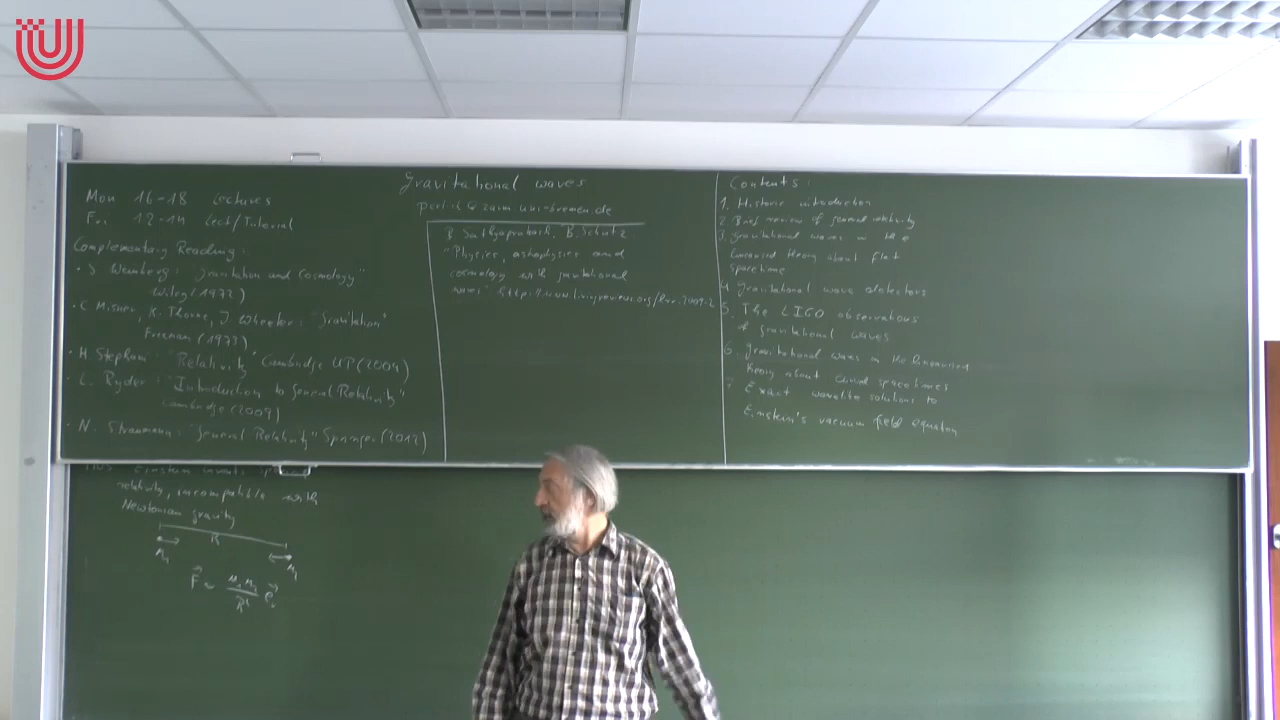 Gravitational waves
Mon 16-18 Lectures
Fr. 12-14 Lect/Tutorial
Complementary Reading:
• S Weinberg: "Gravitation and Cosmology"
Wiley (1972)
• C Misner, K. Thorne, J Wheeler: "Gravitation"
Freeman (1973)
• H Stephani: "Relativity" Cambridge UP (2004)
• L. Ryder: "Introduction to General Relativity"
Cambridge (2009)
• N. Straumann: "General Relativity" Springer (2012)
B. Sathyaprakash, B. Schutz
"Physics, astrophysics and
cosmology with gravitational
waves"
Contents:
1. Historic introduction
2. Brief review of general relativity
3. Gravitational waves in the
linearised theory about flat
spacetime
4. Gravitational wave detectors
5. The LIGO observations
of gravitational waves
6. Gravitational waves in the linearised
theory about curved spacetimes
7. Exact wavelike solutions to
Einstein's vacuum field equation
Einstein
relativity, incompatible with
Newtonian gravity
R